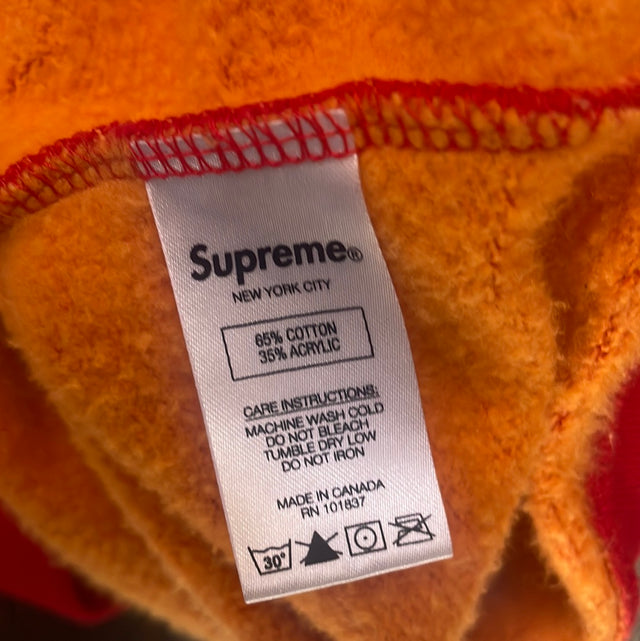 Supreme®
NEW YORK CITY
65% COTTON
35% ACRYLIC
CARE INSTRUCTIONS:
MACHINE WASH COLD
DO NOT BLEACH
TUMBLE DRY LOW
DO NOT IRON
MADE IN CANADA
RN 101837
30°